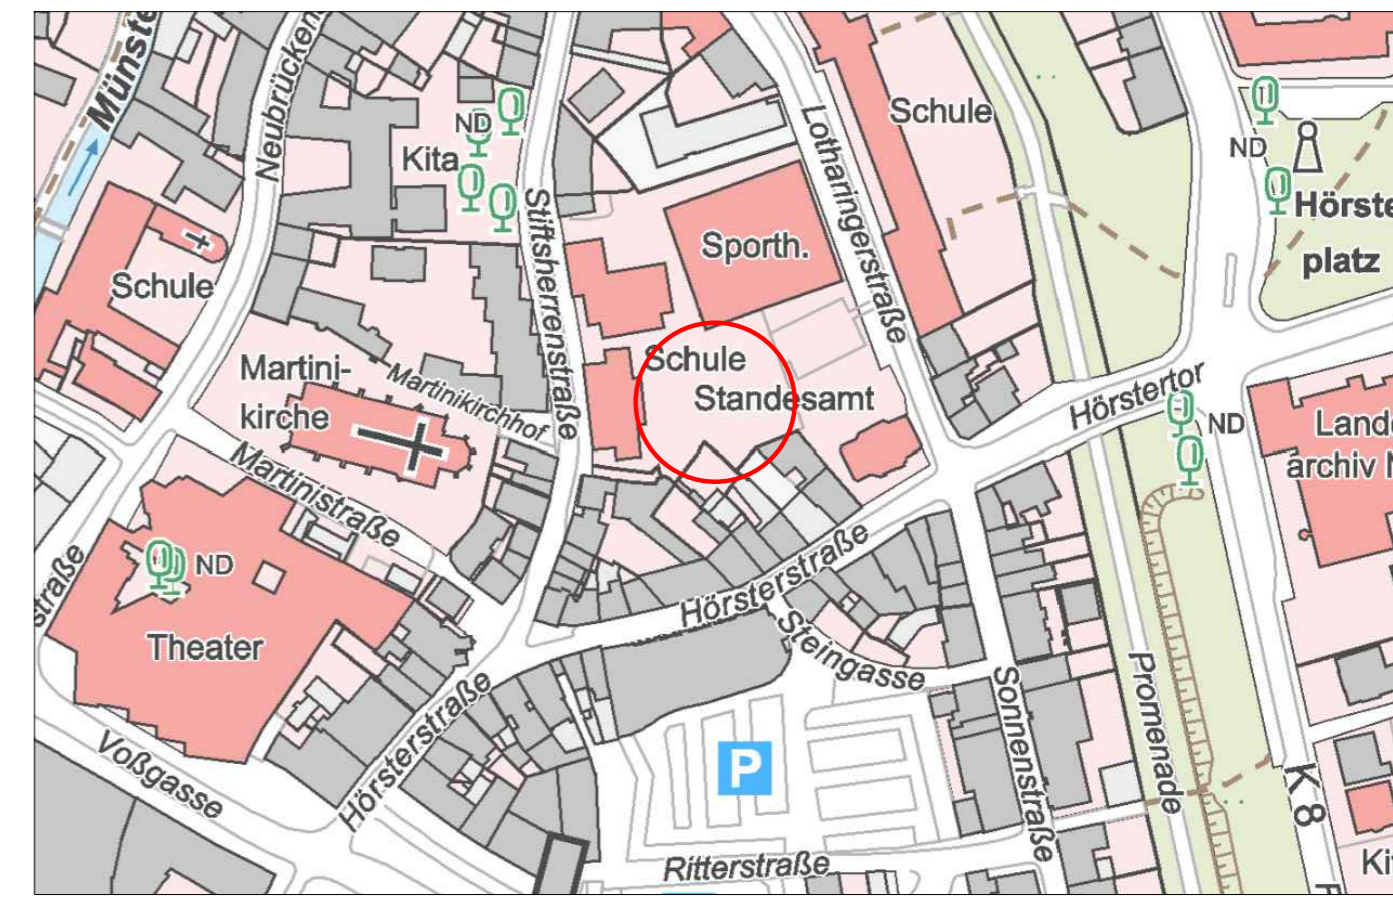 Münste
Neubrücken
ND
Kita
Stiftsherrenstraße
Lotharingerstraße
Schule
ND
Hörste
platz
Sporth.
Schule
Martini-
kirche
Martinikirchhof
Schule
Standesamt
Hörstertor
ND
Lande
archiv N
Martinistraße
straße
ND
Theater
Hörsterstraße
Steingasse
Sonnenstraße
Promenade
Voßgasse
Hörsterstraße
P
K 8
Ritterstraße
Ki